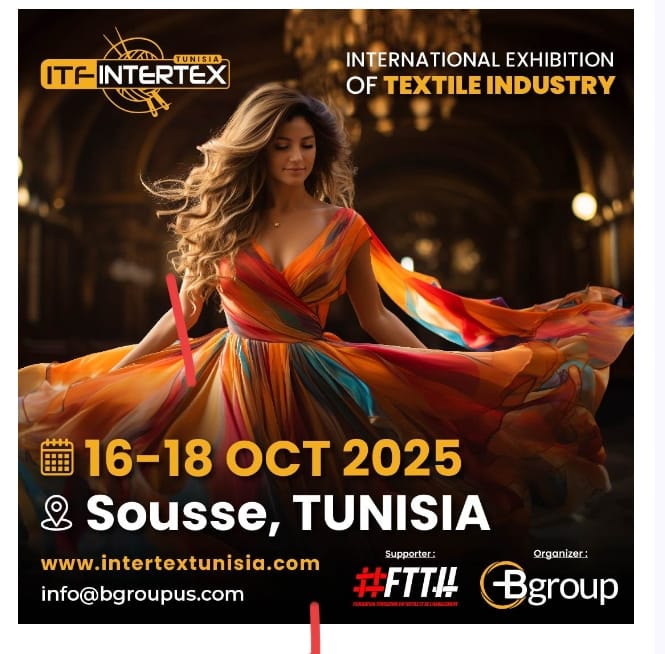 TUNISIA
ITF-INTERTEX
INTERNATIONAL EXHIBITION
OF TEXTILE INDUSTRY
16-18 OCT 2025
Sousse, TUNISIA
www.intertextunisia.com
info@bgroupus.com
Supporter :
#FTTH
Organizer :
Bgroup